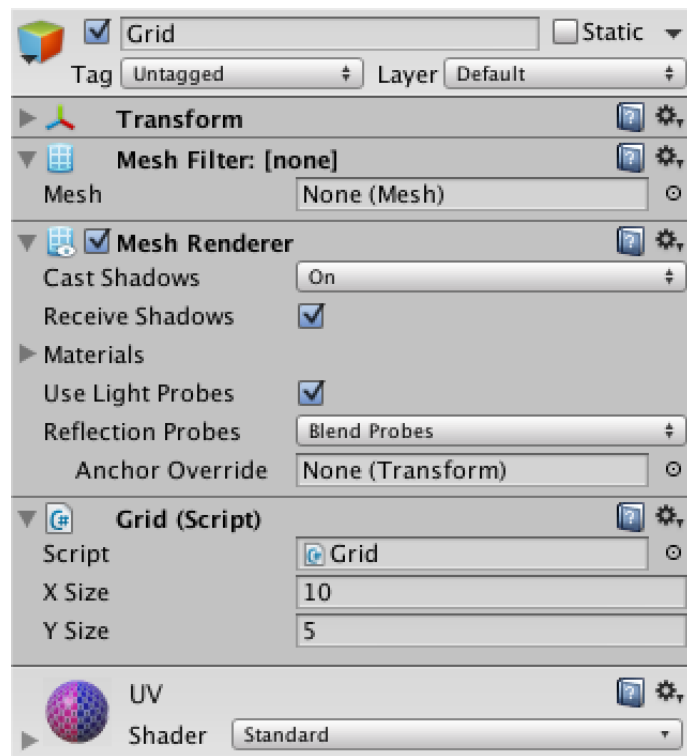 Grid Static
Tag Untagged Layer Default
Transform
Mesh Filter: [none]
Mesh None (Mesh)
Mesh Renderer
Cast Shadows On
Receive Shadows
Materials
Use Light Probes
Reflection Probes Blend Probes
Anchor Override None (Transform)
Grid (Script)
Script Grid
X Size 10
Y Size 5
UV
Shader Standard